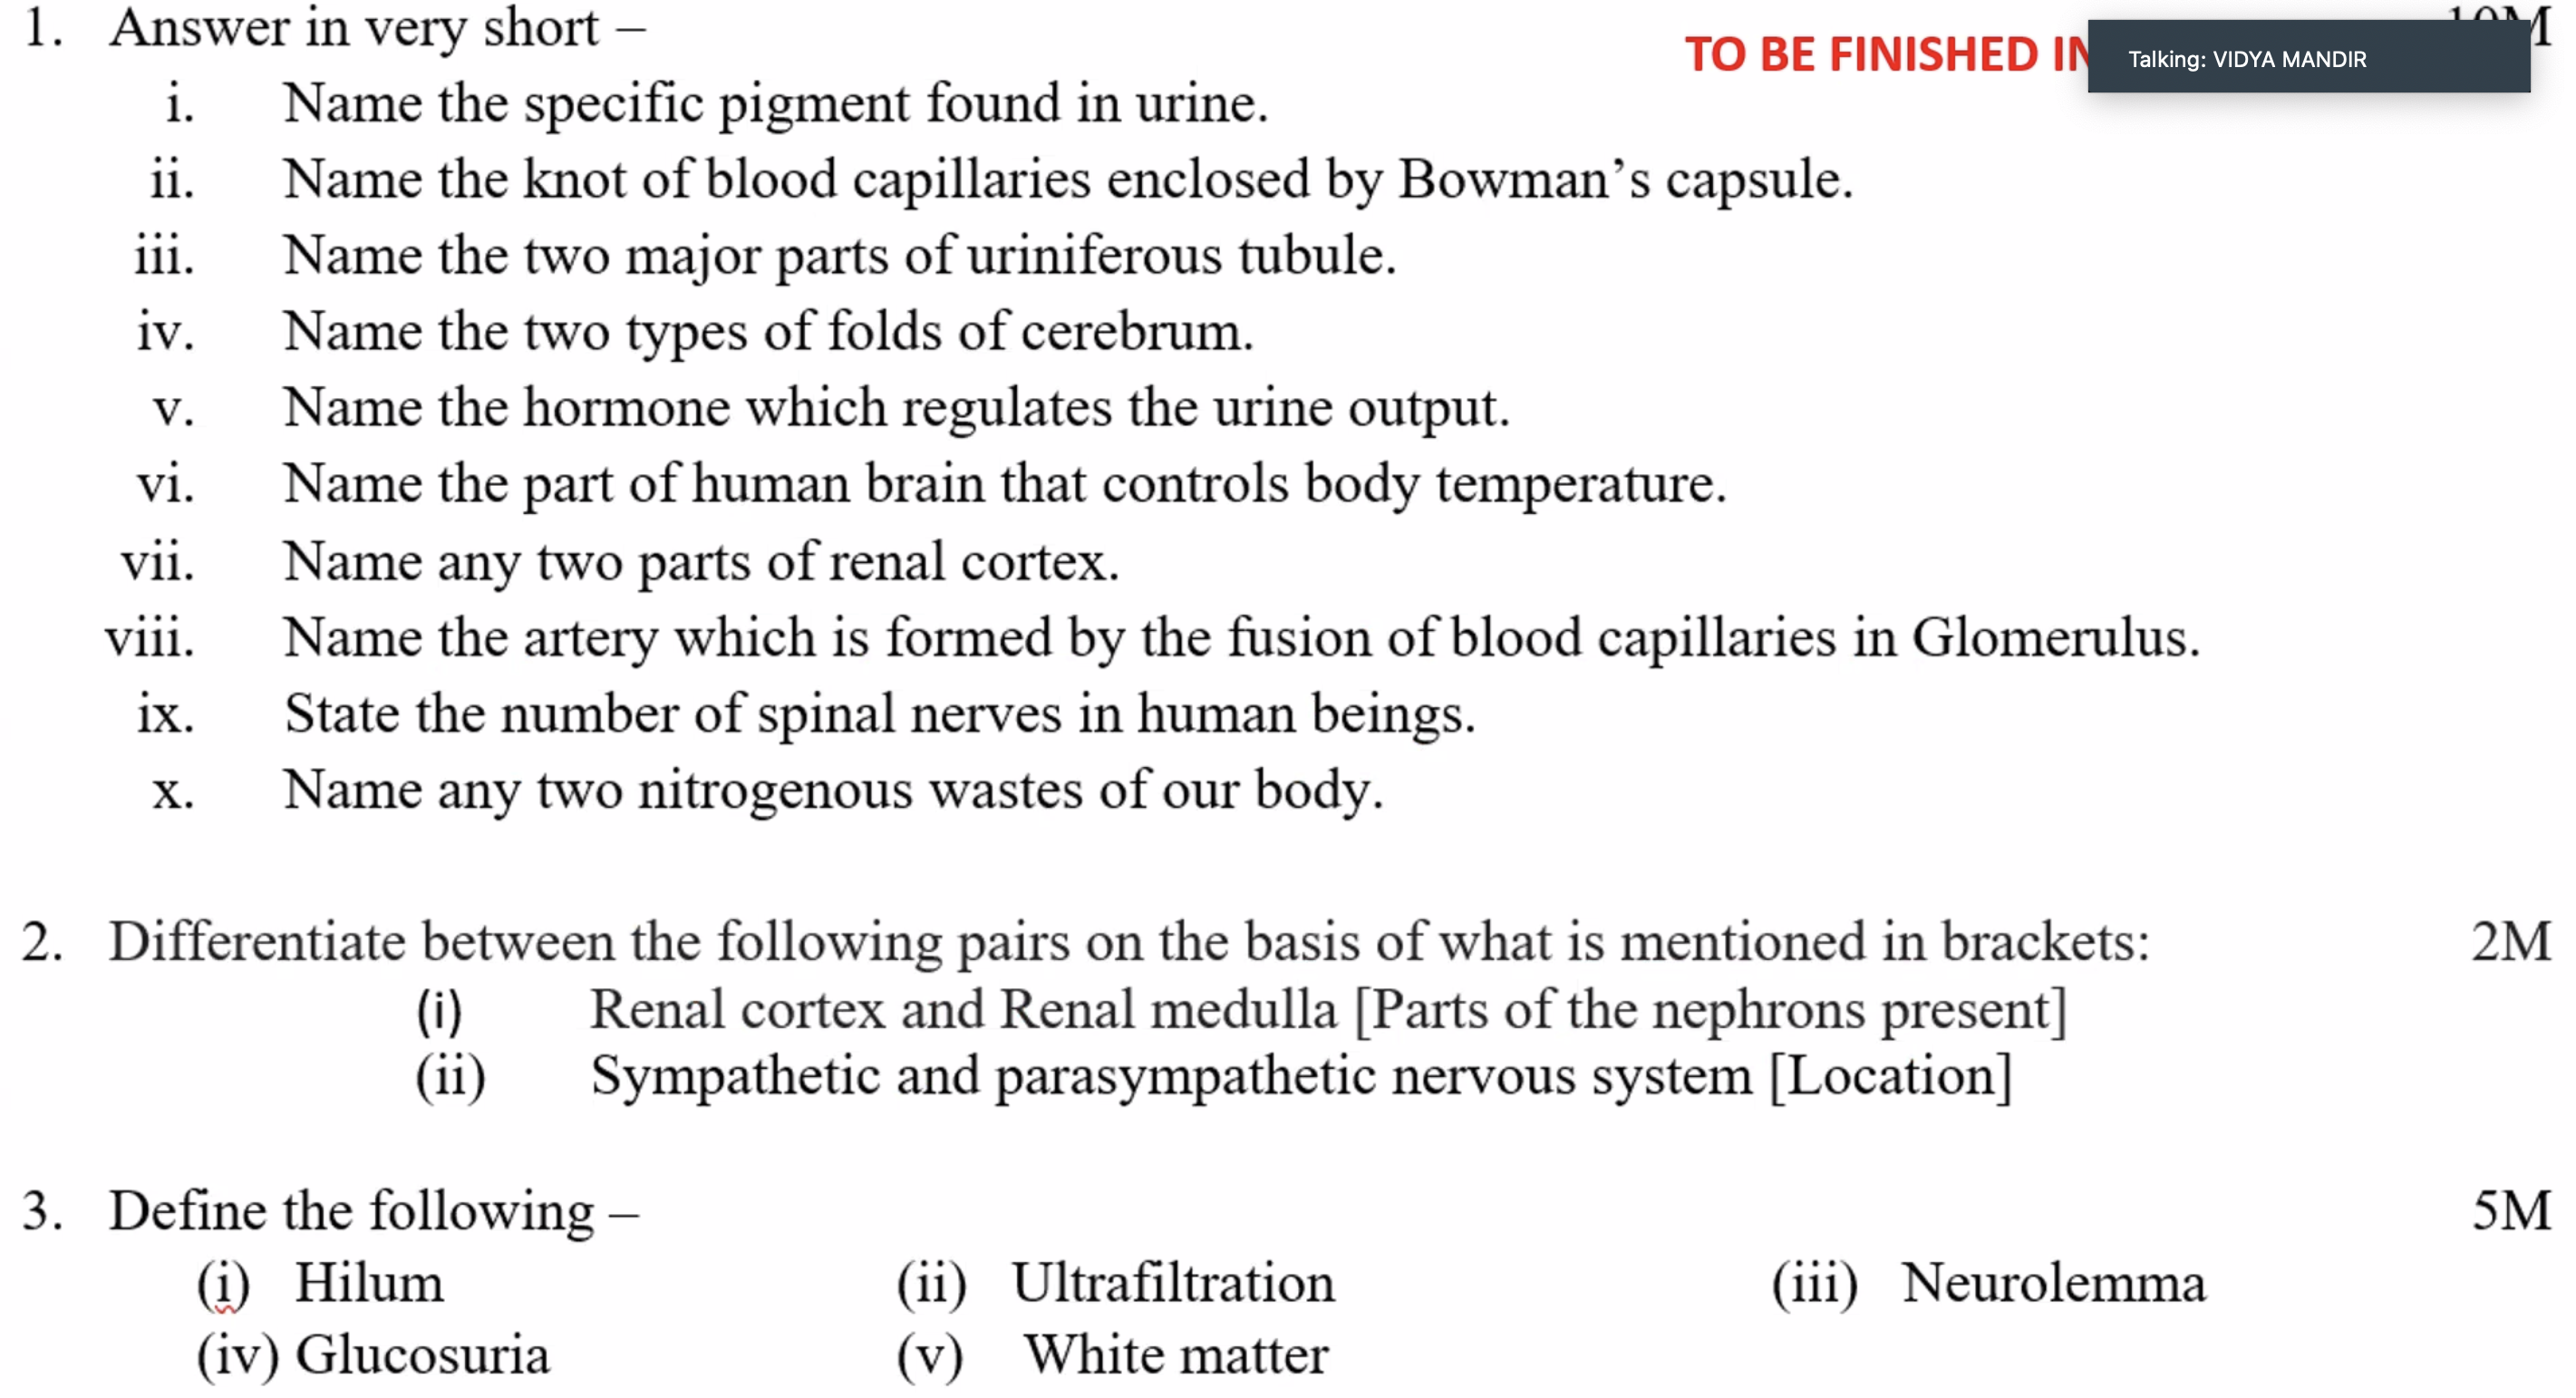 1. Answer in very short –
TO BE FINISHED IN
Talking: VIDYA MANDIR
i. Name the specific pigment found in urine.
ii. Name the knot of blood capillaries enclosed by Bowman’s capsule.
iii. Name the two major parts of uriniferous tubule.
iv. Name the two types of folds of cerebrum.
v. Name the hormone which regulates the urine output.
vi. Name the part of human brain that controls body temperature.
vii. Name any two parts of renal cortex.
viii. Name the artery which is formed by the fusion of blood capillaries in Glomerulus.
ix. State the number of spinal nerves in human beings.
x. Name any two nitrogenous wastes of our body.
2. Differentiate between the following pairs on the basis of what is mentioned in brackets: 2M
(i) Renal cortex and Renal medulla [Parts of the nephrons present]
(ii) Sympathetic and parasympathetic nervous system [Location]
3. Define the following – 5M
(i) Hilum (ii) Ultrafiltration (iii) Neurolemma
(iv) Glucosuria (v) White matter